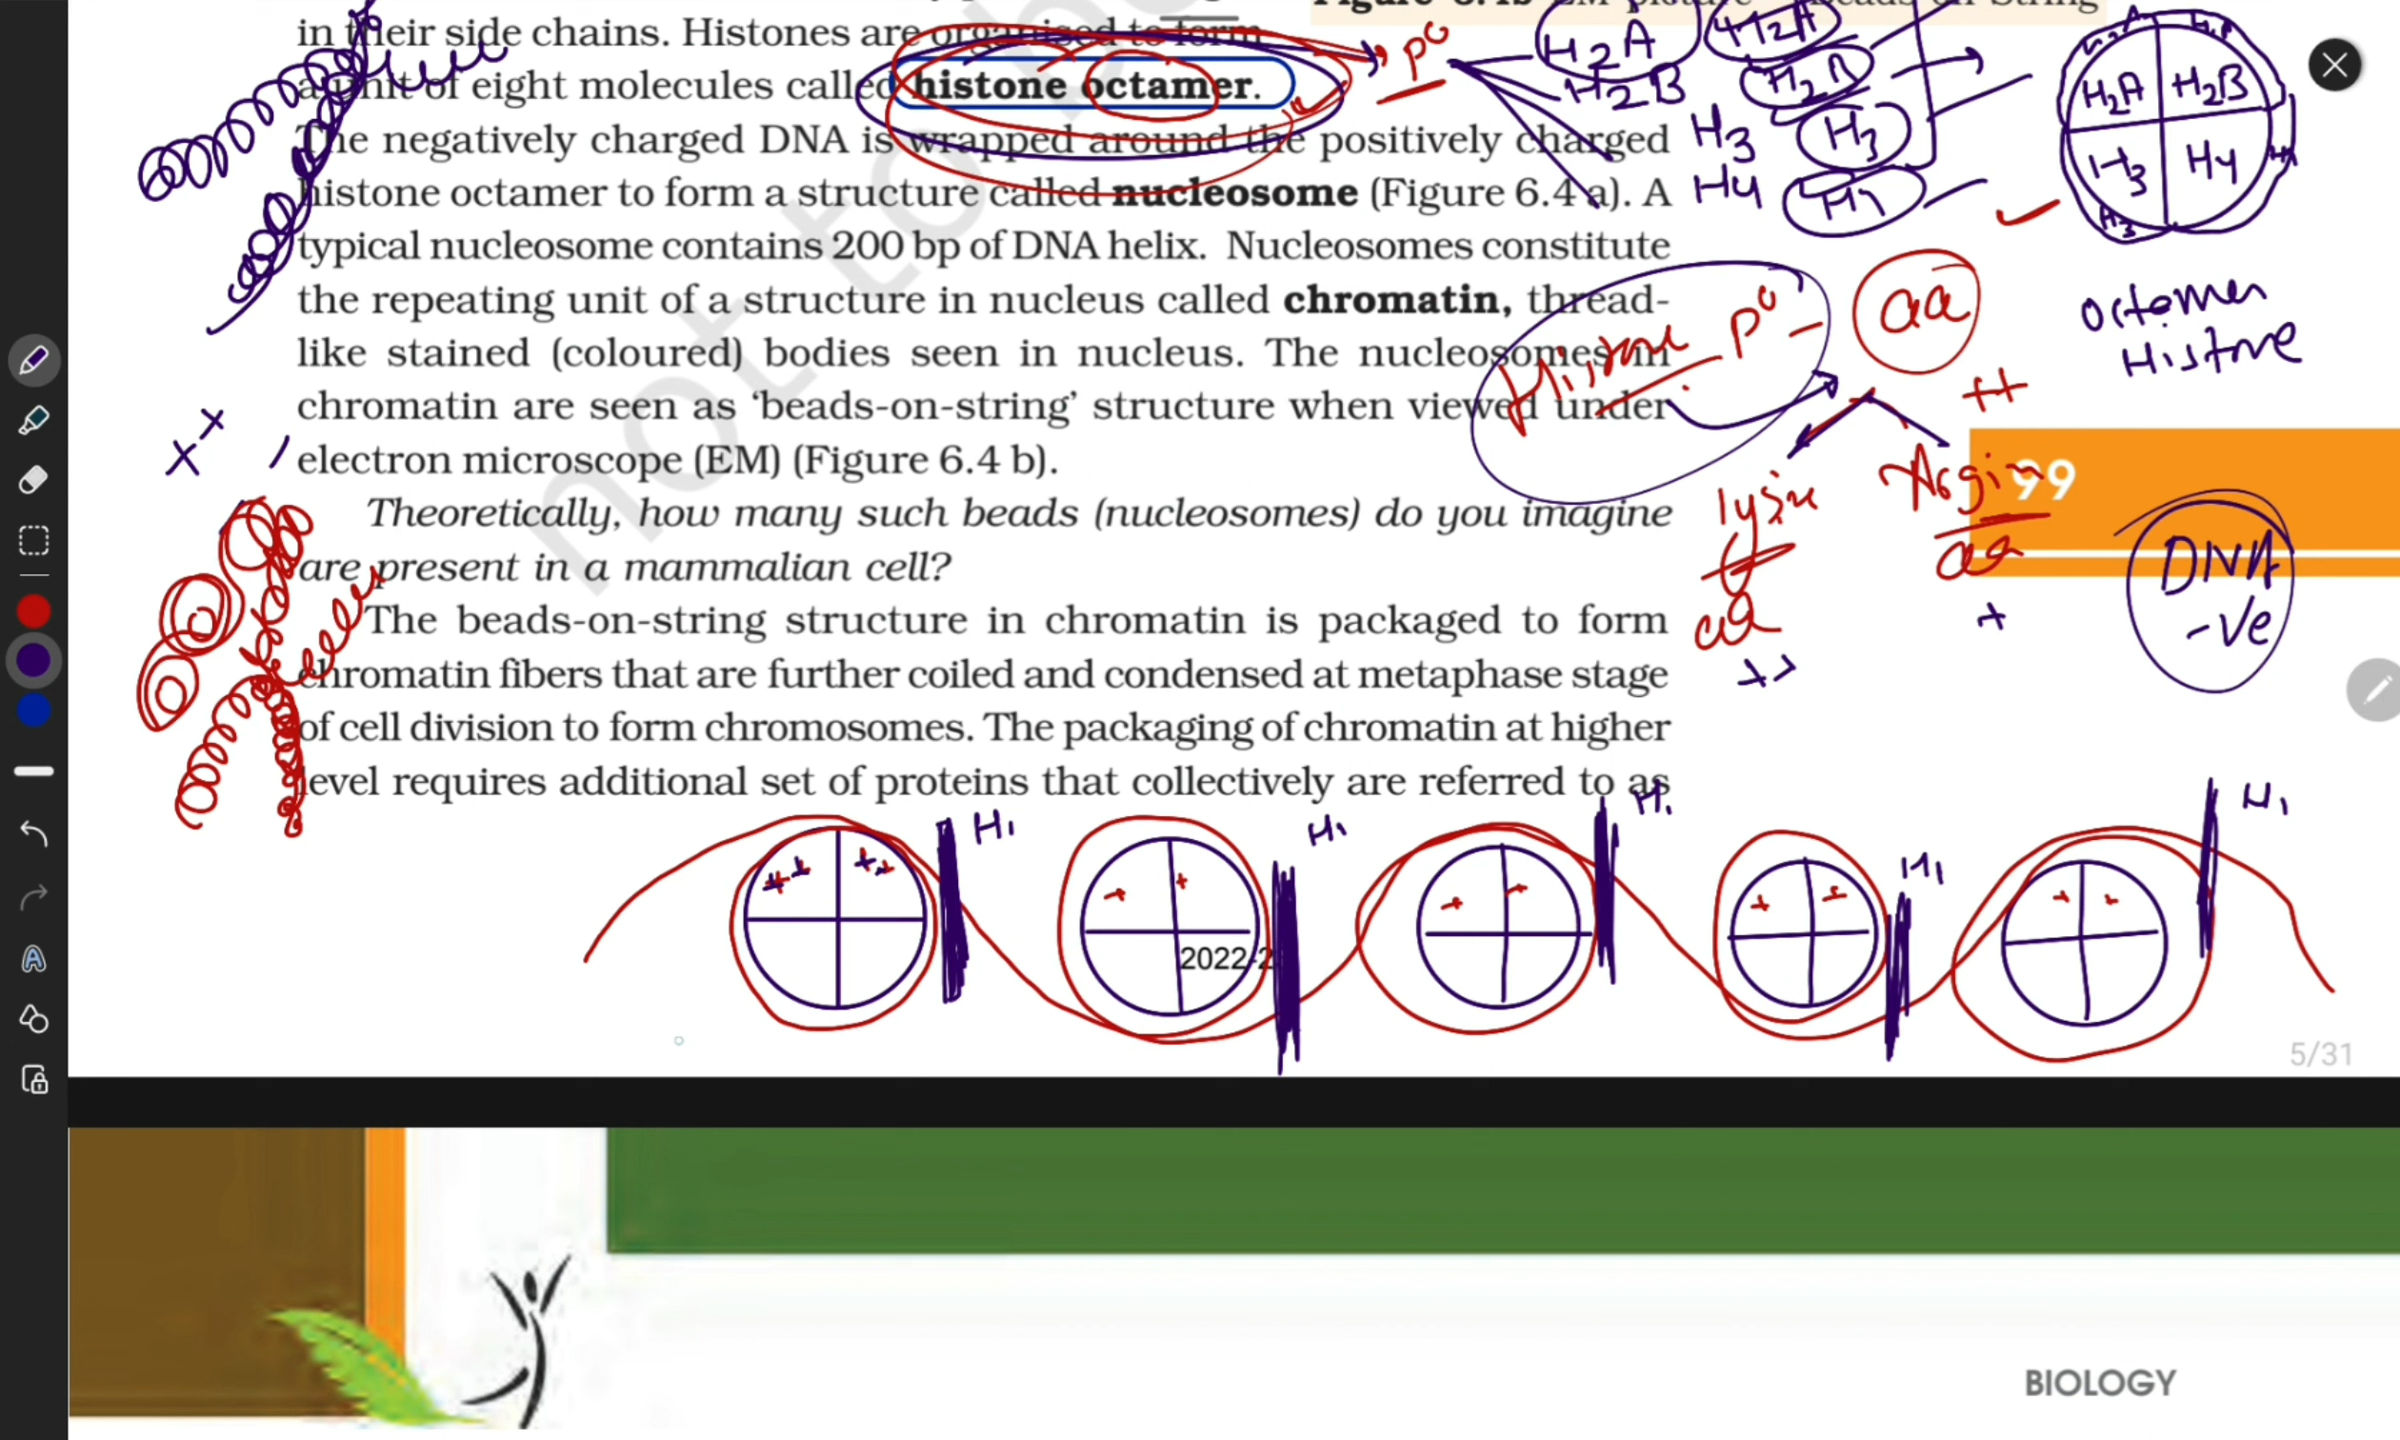 in their side chains. Histones are organised to form
a unit of eight molecules called histone octamer.
The negatively charged DNA is wrapped around the positively charged
histone octamer to form a structure called nucleosome (Figure 6.4 a). A
typical nucleosome contains 200 bp of DNA helix. Nucleosomes constitute
the repeating unit of a structure in nucleus called chromatin, thread-
like stained (coloured) bodies seen in nucleus. The nucleosomes in
chromatin are seen as ‘beads-on-string’ structure when viewed under
electron microscope (EM) (Figure 6.4 b).
Theoretically, how many such beads (nucleosomes) do you imagine
are present in a mammalian cell?
The beads-on-string structure in chromatin is packaged to form
chromatin fibers that are further coiled and condensed at metaphase stage
of cell division to form chromosomes. The packaging of chromatin at higher
level requires additional set of proteins that collectively are referred to as
not to be
H2A
H2B
H3
H4
H2B
H3
H2A H2B
H3 H4
Octemer
Histone
aa
++
lysine
aa
aa
+
99
DNA
-Ve
H1
H1
H1
H1
H1
5/31
BIOLOGY